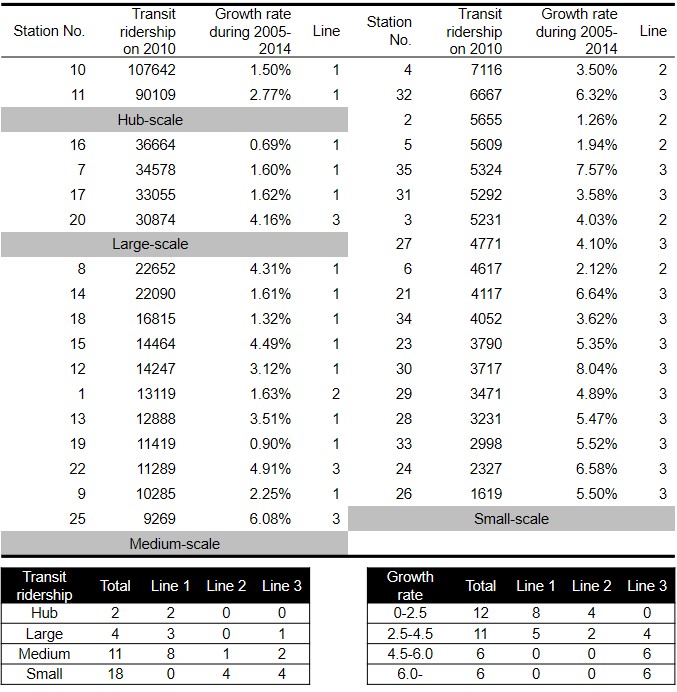 Station No. Transit ridership on 2010 Growth rate during 2005-2014 Line
10 107642 1.50% 1
11 90109 2.77% 1
Hub-scale
16 36664 0.69% 1
7 34578 1.60% 1
17 33055 1.62% 1
20 30874 4.16% 3
Large-scale
8 22652 4.31% 1
14 22090 1.61% 1
18 16815 1.32% 1
15 14464 4.49% 1
12 14247 3.12% 1
1 13119 1.63% 2
13 12888 3.51% 1
19 11419 0.90% 1
22 11289 4.91% 3
9 10285 2.25% 1
25 9269 6.08% 3
Medium-scale
Station No. Transit ridership on 2010 Growth rate during 2005-2014 Line
4 7116 3.50% 2
32 6667 6.32% 3
2 5655 1.26% 2
5 5609 1.94% 2
35 5324 7.57% 3
31 5292 3.58% 3
3 5231 4.03% 2
27 4771 4.10% 3
6 4617 2.12% 2
21 4117 6.64% 3
34 4052 3.62% 3
23 3790 5.35% 3
30 3717 8.04% 3
29 3471 4.89% 3
28 3231 5.47% 3
33 2998 5.52% 3
24 2327 6.58% 3
26 1619 5.50% 3
Small-scale
Transit ridership Total Line 1 Line 2 Line 3
Hub 2 2 0 0
Large 4 3 0 1
Medium 11 8 1 2
Small 18 0 4 4
Growth rate Total Line 1 Line 2 Line 3
0-2.5 12 8 4 0
2.5-4.5 11 5 2 4
4.5-6.0 6 0 0 6
6.0- 6 0 0 6